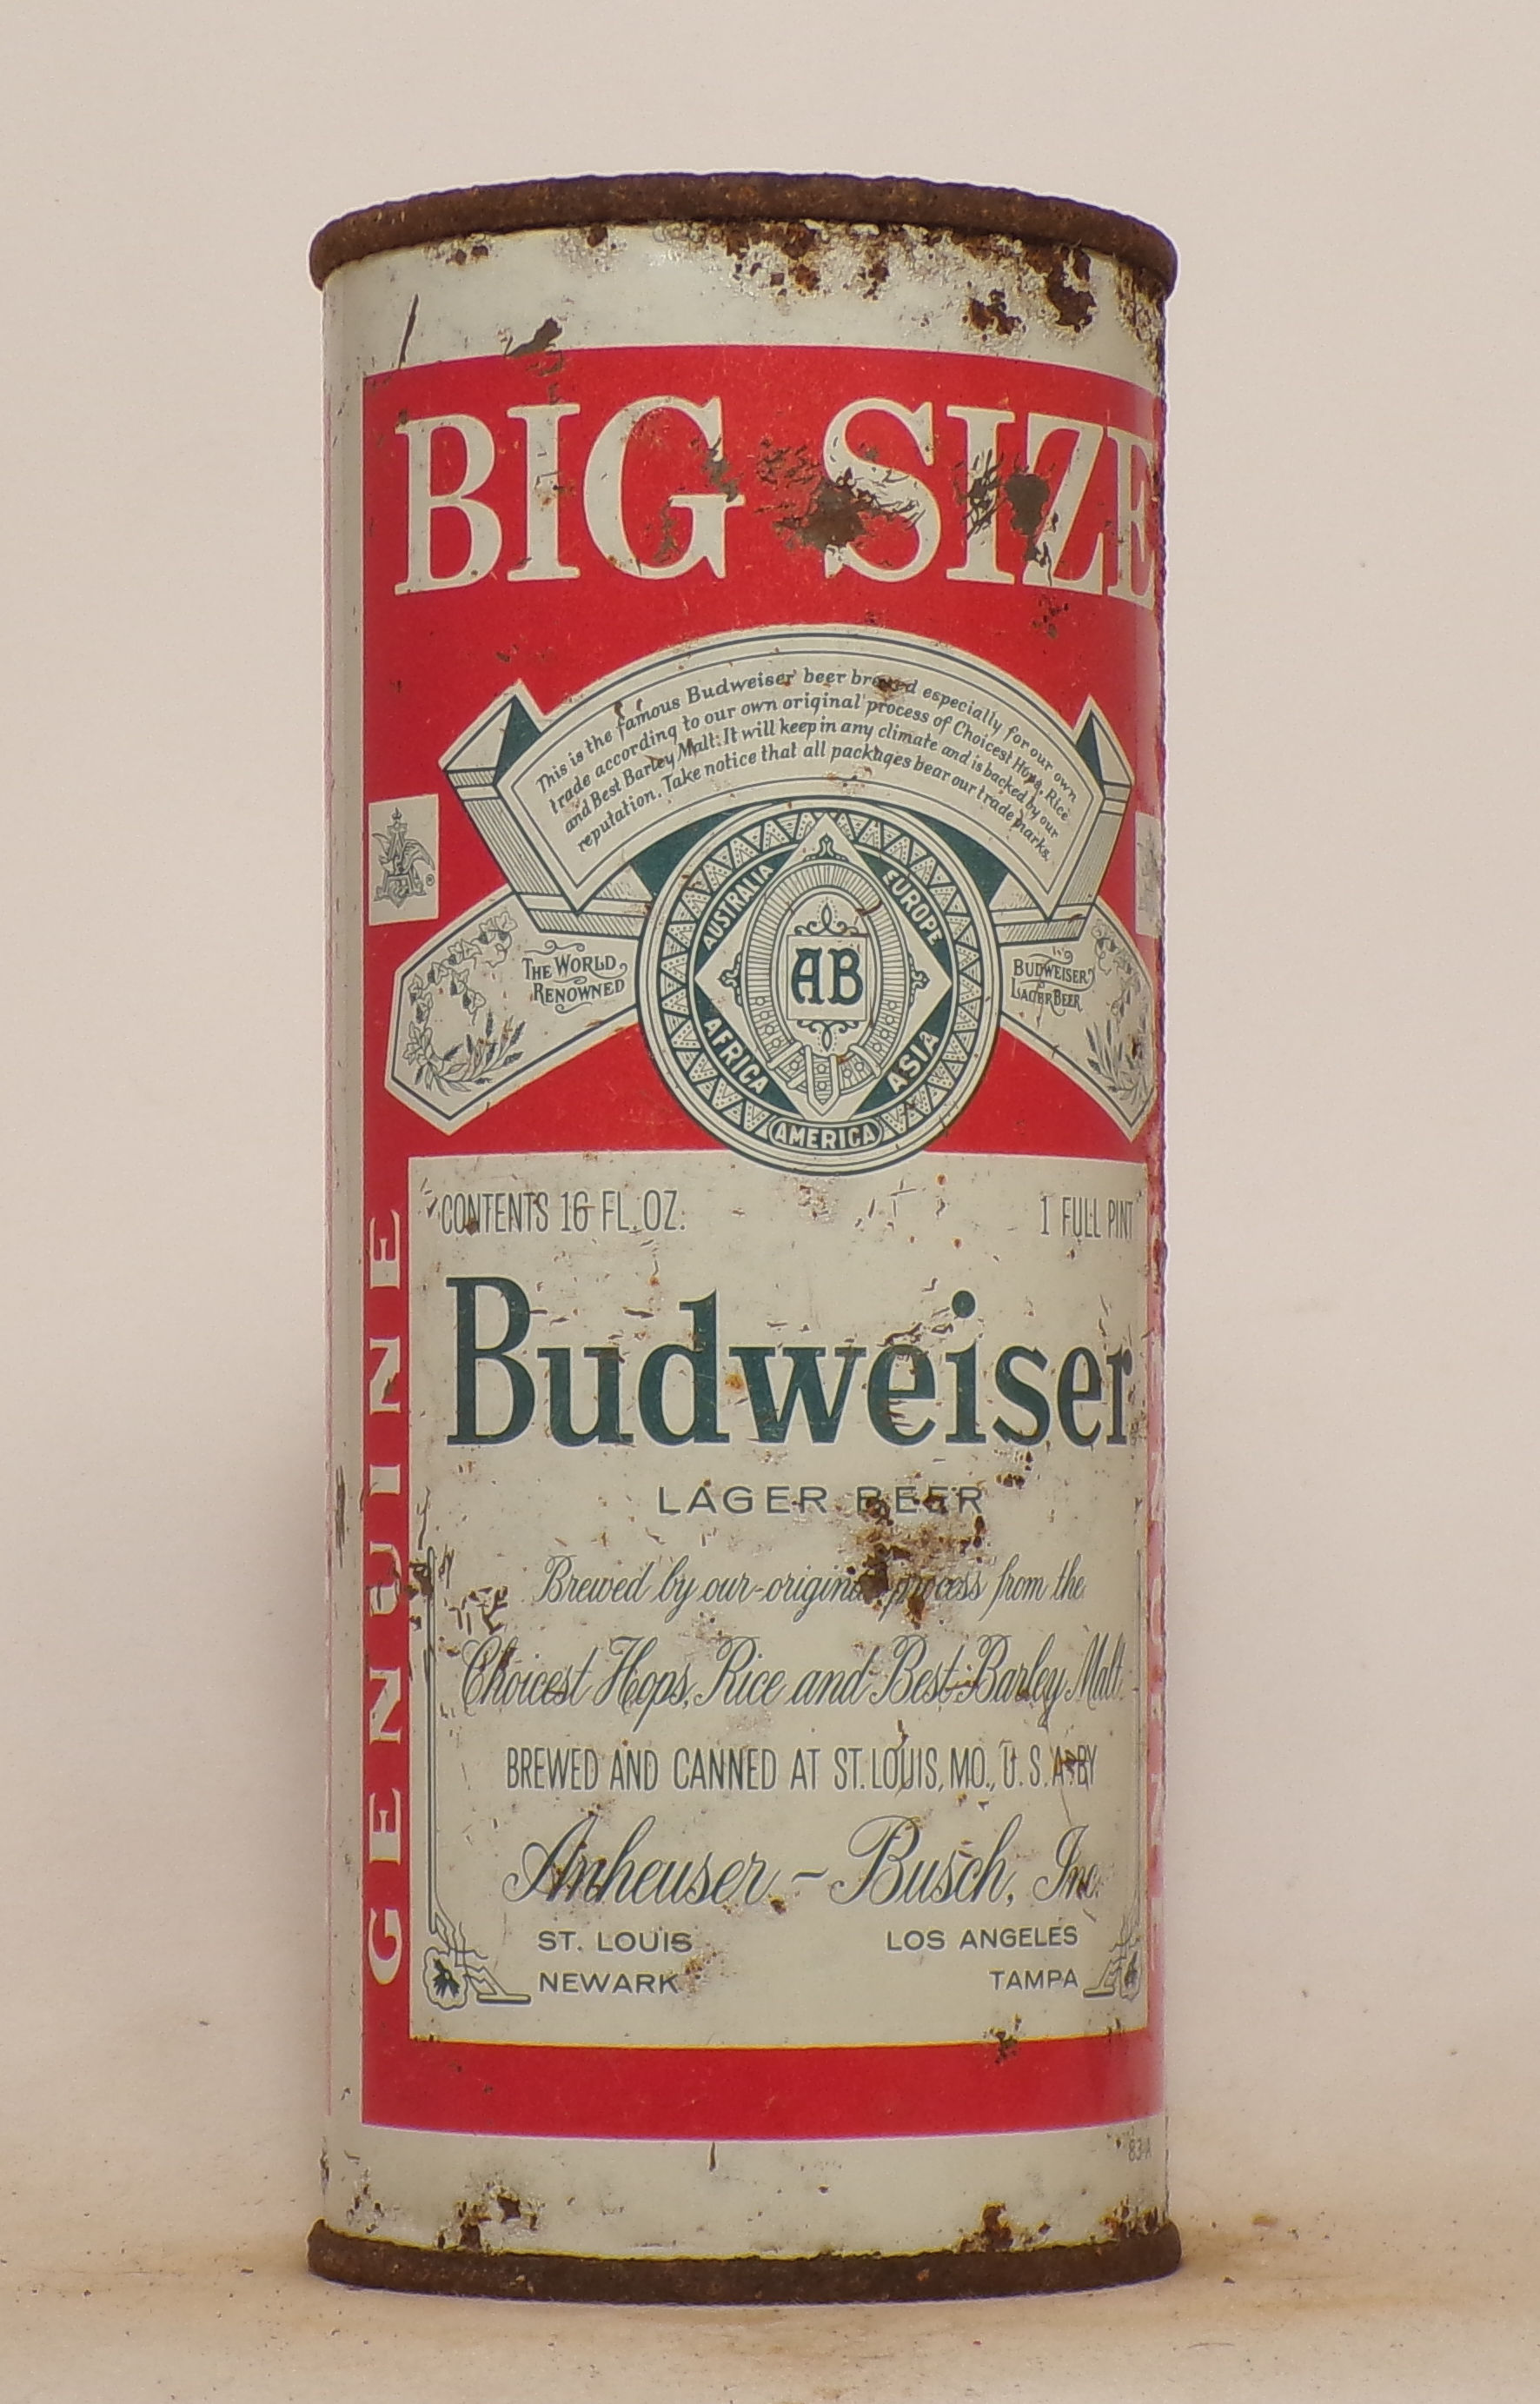 BIG SIZE
This is the famous Budweiser beer brewed especially for our own
trade according to our own original process of Choicest Hops, Rice
and Best Barley Malt. It will keep in any climate and is backed by our
reputation. Take notice that all packages bear our trade marks.
AUSTRALIA
EUROPE
THE WORLD
RENOWNED
AB
BUDWEISER
LAGER BEER
AFRICA
ASIA
AMERICA
CONTENTS 16 FL. OZ.
1 FULL PINT
Budweiser
LAGER BEER
Brewed by our original process from the
Choicest Hops, Rice and Best Barley Malt
BREWED AND CANNED AT ST. LOUIS, MO., U.S.A. BY
Anheuser - Busch, Inc.
ST. LOUIS
LOS ANGELES
NEWARK
TAMPA
GENUINE